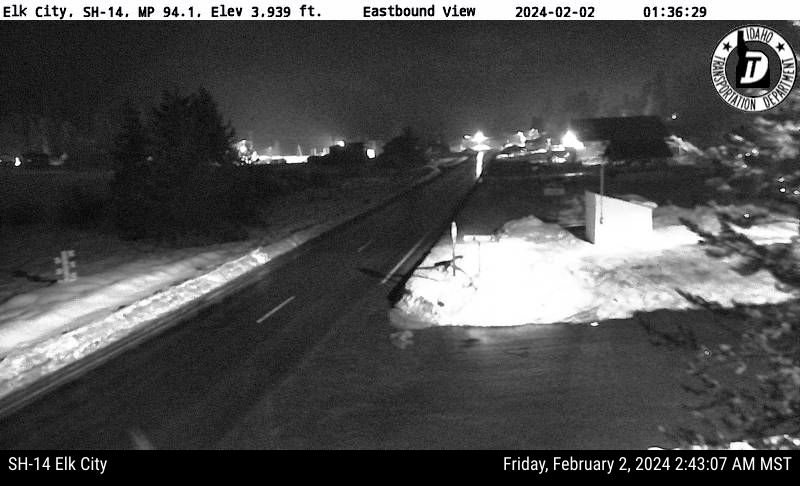 Elk City, SH-14, MP 94.1, Elev 3,939 ft. Eastbound View 2024-02-02 01:36:29
IDAHO
TRANSPORTATION DEPARTMENT
SH-14 Elk City Friday, February 2, 2024 2:43:07 AM MST